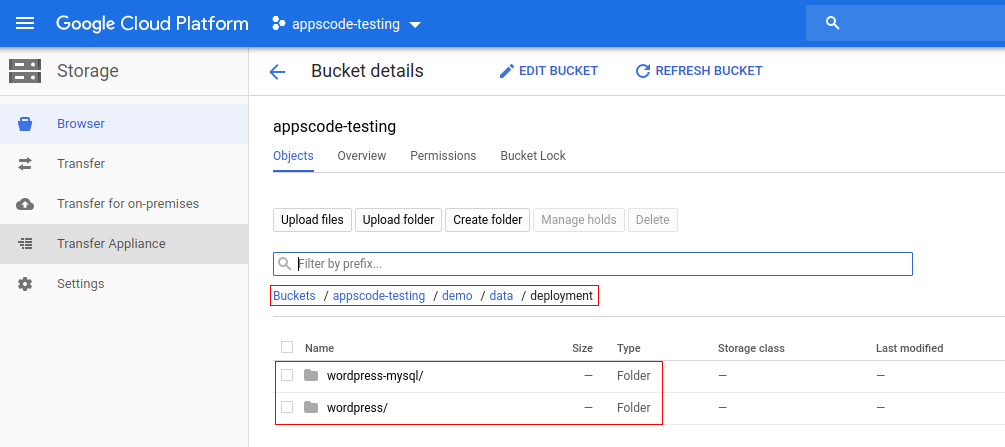 Google Cloud Platform appscode-testing
Storage
Bucket details EDIT BUCKET REFRESH BUCKET
Browser
Transfer
Transfer for on-premises
Transfer Appliance
Settings
appscode-testing
Objects Overview Permissions Bucket Lock
Upload files Upload folder Create folder Manage holds Delete
Filter by prefix...
Buckets / appscode-testing / demo / data / deployment
Name Size Type Storage class Last modified
wordpress-mysql/ — Folder — —
wordpress/ — Folder — —